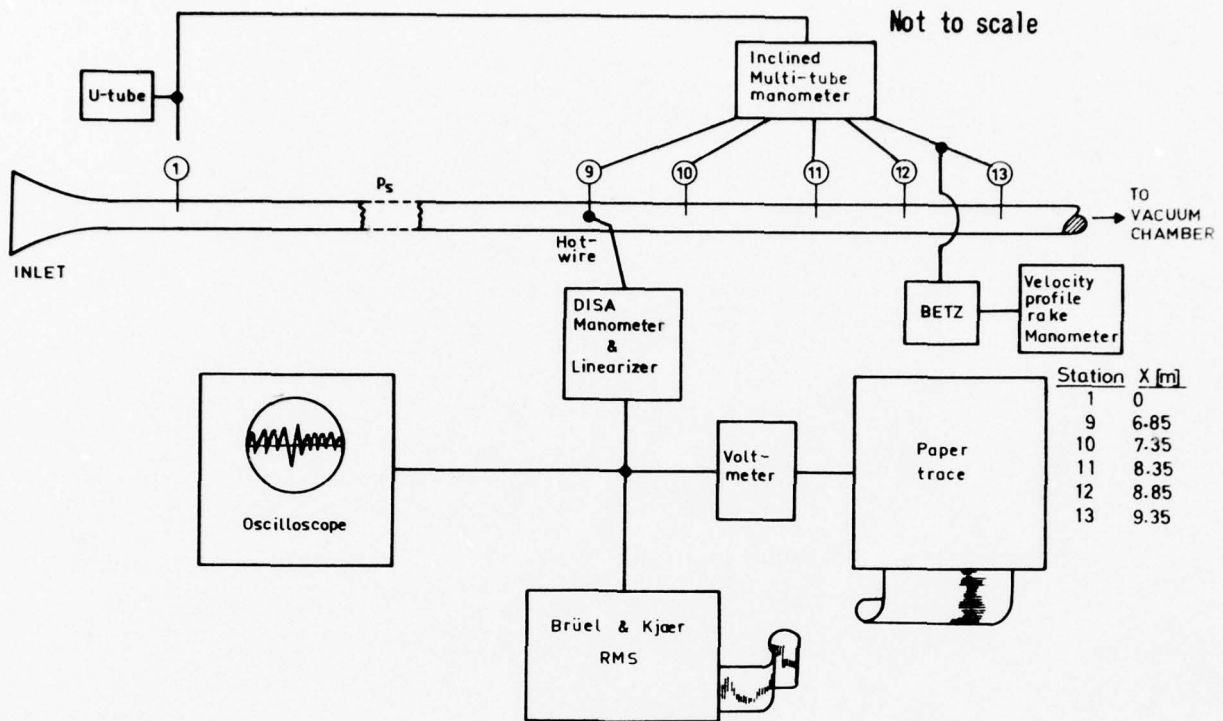 Not to scale
U-tube
Inclined
Multi-tube
manometer
1
Ps
9
10
11
12
13
TO
VACUUM
CHAMBER
INLET
Hot-
wire
DISA
Manometer
&
Linearizer
BETZ
Velocity
profile
rake
Manometer
Oscilloscope
Volt-
meter
Paper
trace
Station X [m]
1 0
9 6.85
10 7.35
11 8.35
12 8.85
13 9.35
Brüel & Kjær
RMS